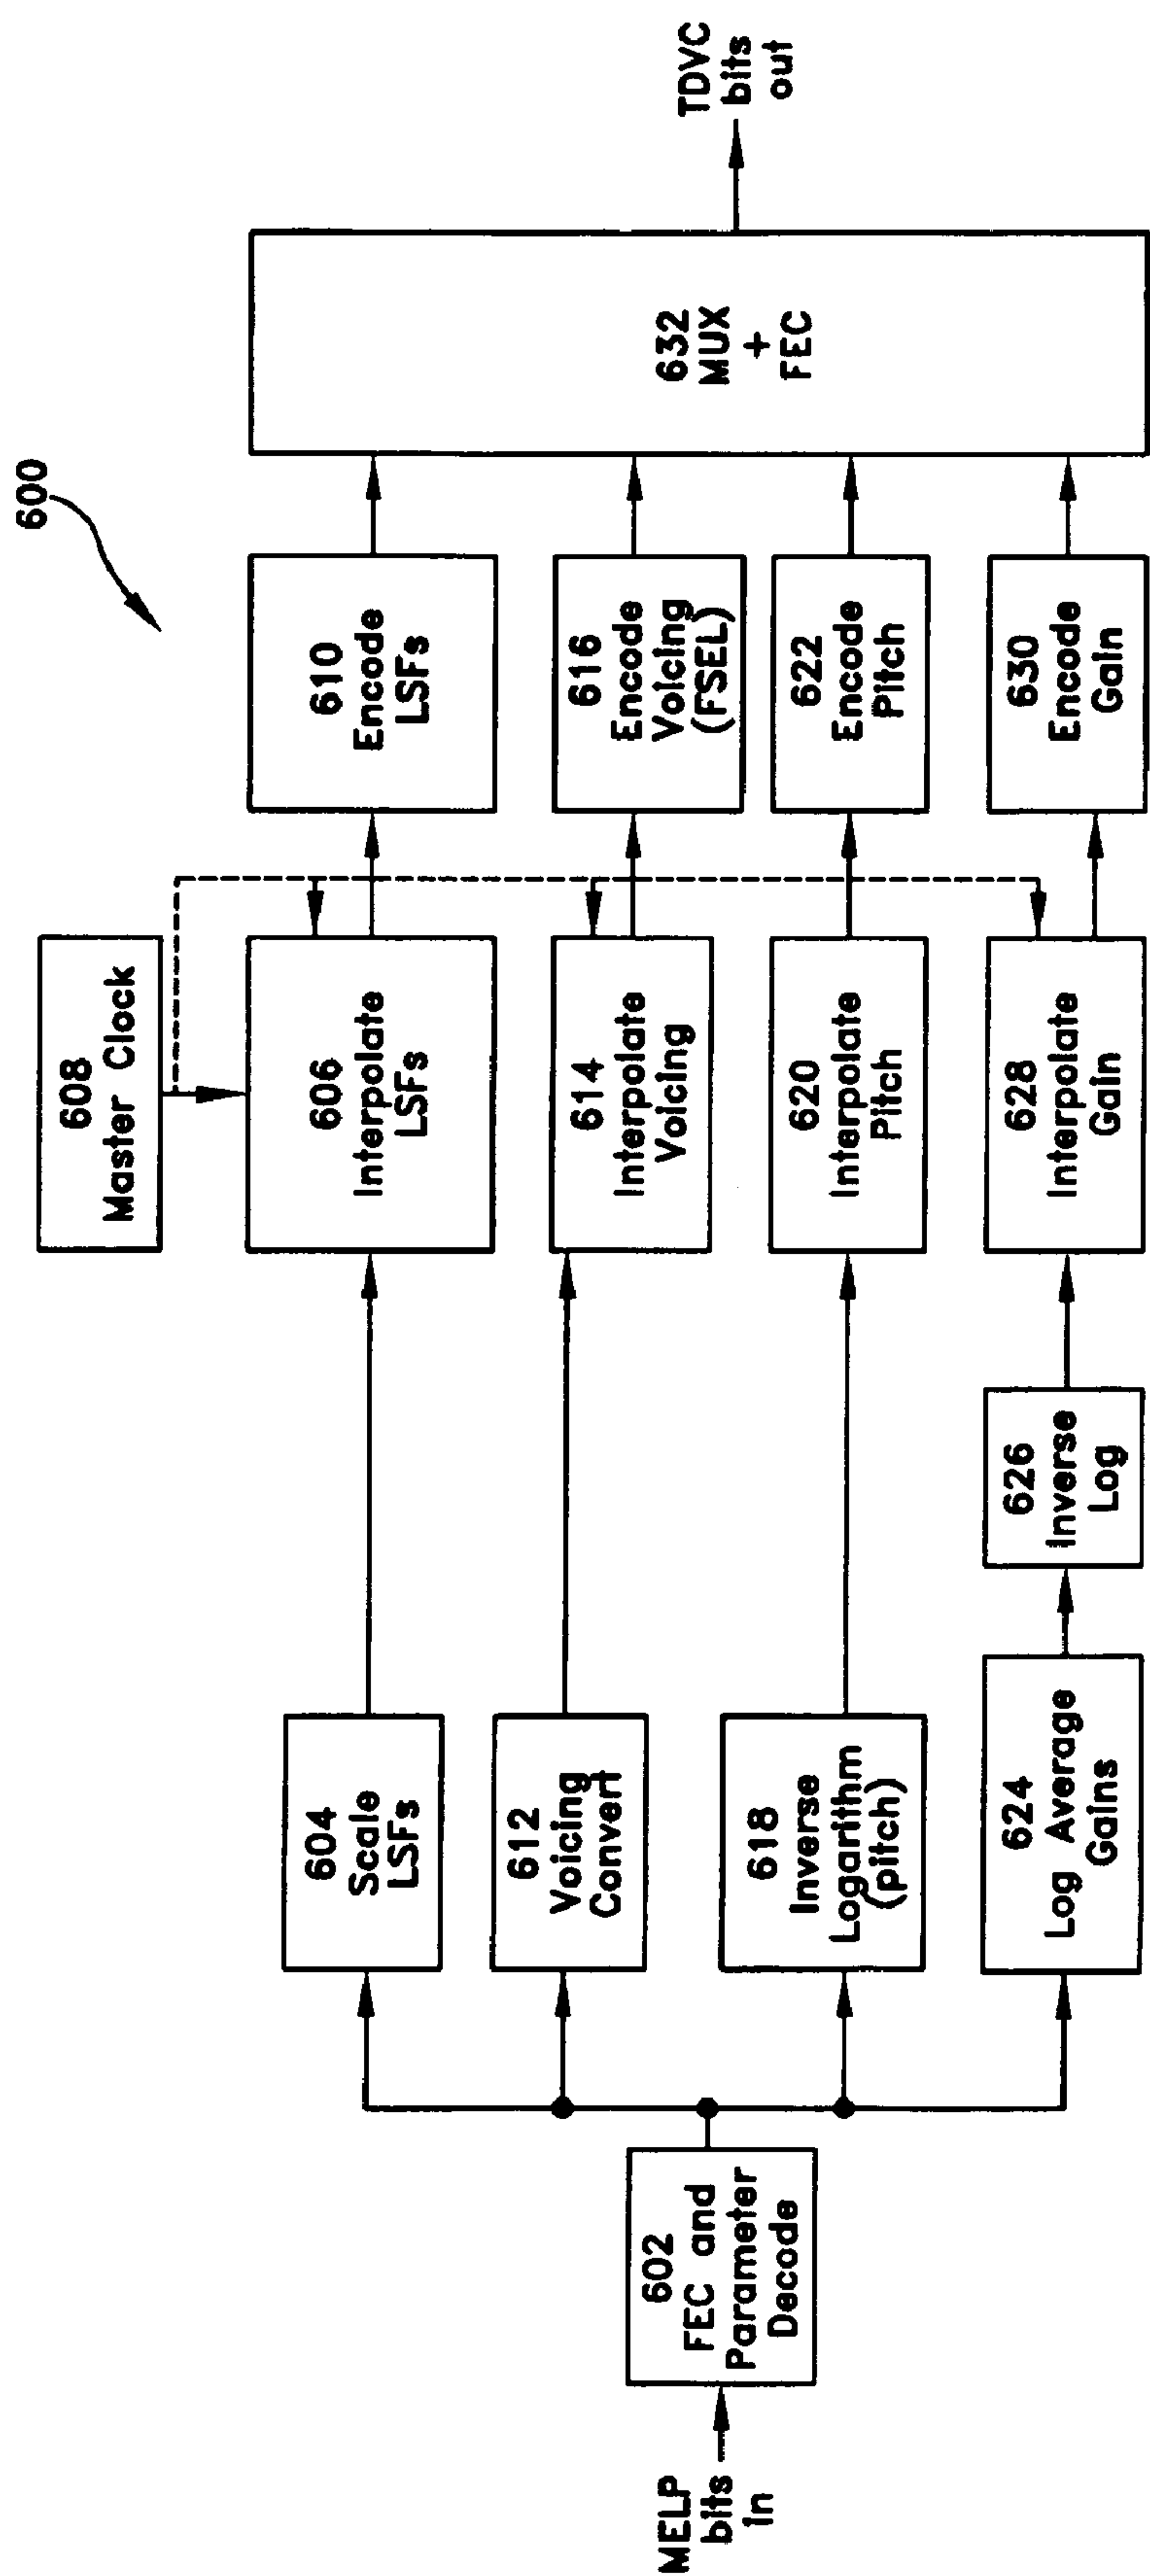 600
MELP
bits
in
602
FEC and
Parameter
Decode
604
Scale
LSFs
608
Master Clock
606
Interpolate
LSFs
610
Encode
LSFs
612
Voicing
Convert
614
Interpolate
Voicing
616
Encode
Voicing
(FSEL)
618
Inverse
Logarithm
(pitch)
620
Interpolate
Pitch
622
Encode
Pitch
624
Log Average
Gains
626
Inverse
Log
628
Interpolate
Gain
630
Encode
Gain
632
MUX
+
FEC
TDVC
bits
out